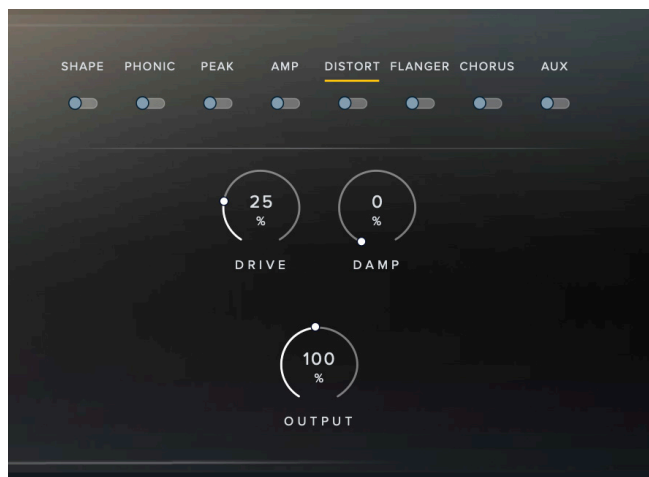 SHAPE PHONIC PEAK AMP DISTORT FLANGER CHORUS AUX
25 0
% %
DRIVE DAMP
100
%
OUTPUT